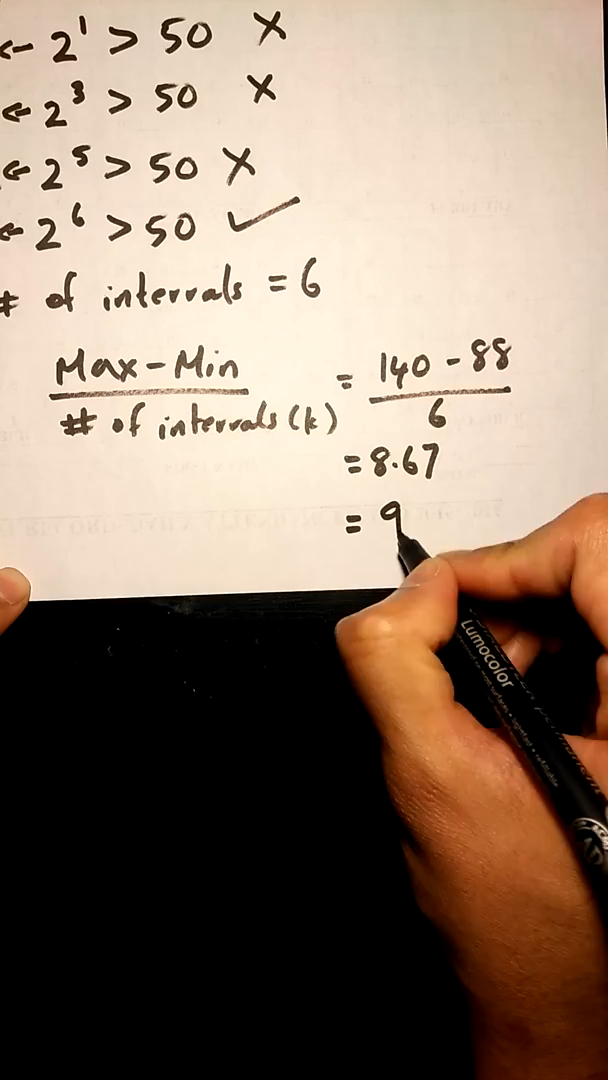 ← 2¹ > 50 X
← 2³ > 50 X
← 2⁵ > 50 X
← 2⁶ > 50 ✓
# of intervals = 6
Max - Min = 140 - 88
# of intervals (k) 6
= 8.67
= 9
Lumocolor